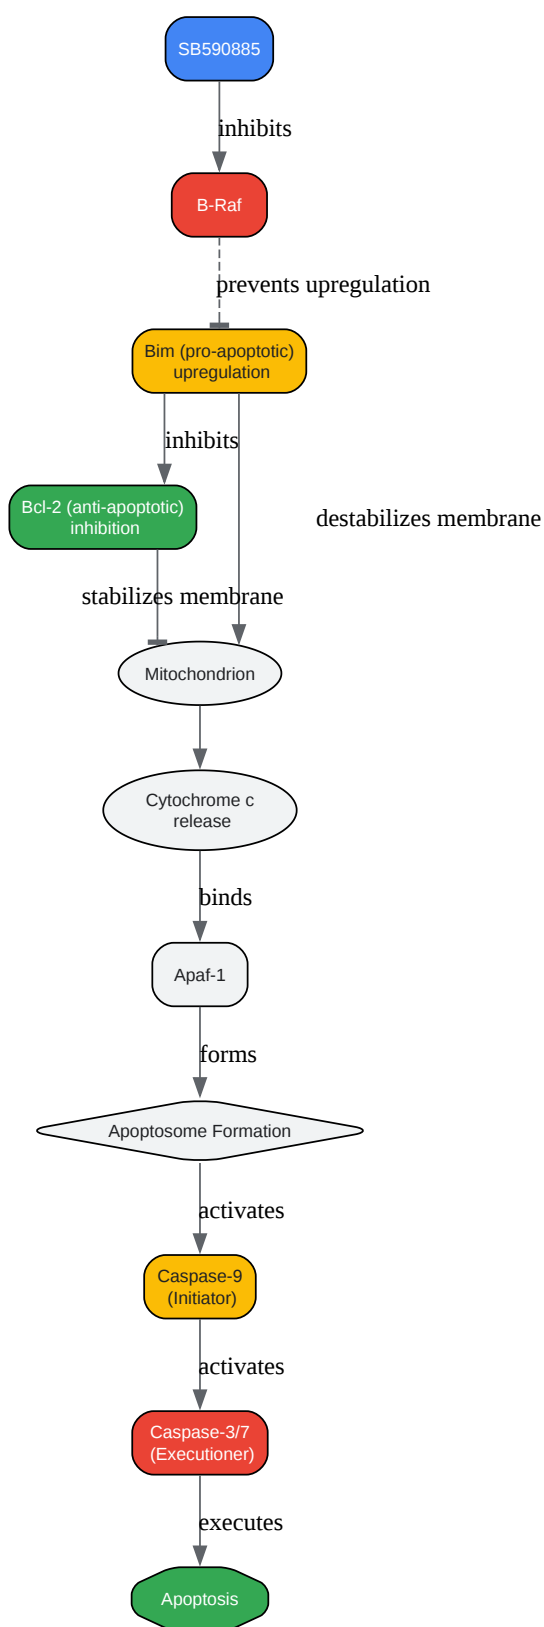 SB590885
inhibits
B-Raf
prevents upregulation
Bim (pro-apoptotic)
upregulation
inhibits
Bcl-2 (anti-apoptotic)
inhibition
destabilizes membrane
stabilizes membrane
Mitochondrion
Cytochrome c
release
binds
Apaf-1
forms
Apoptosome Formation
activates
Caspase-9
(Initiator)
activates
Caspase-3/7
(Executioner)
executes
Apoptosis